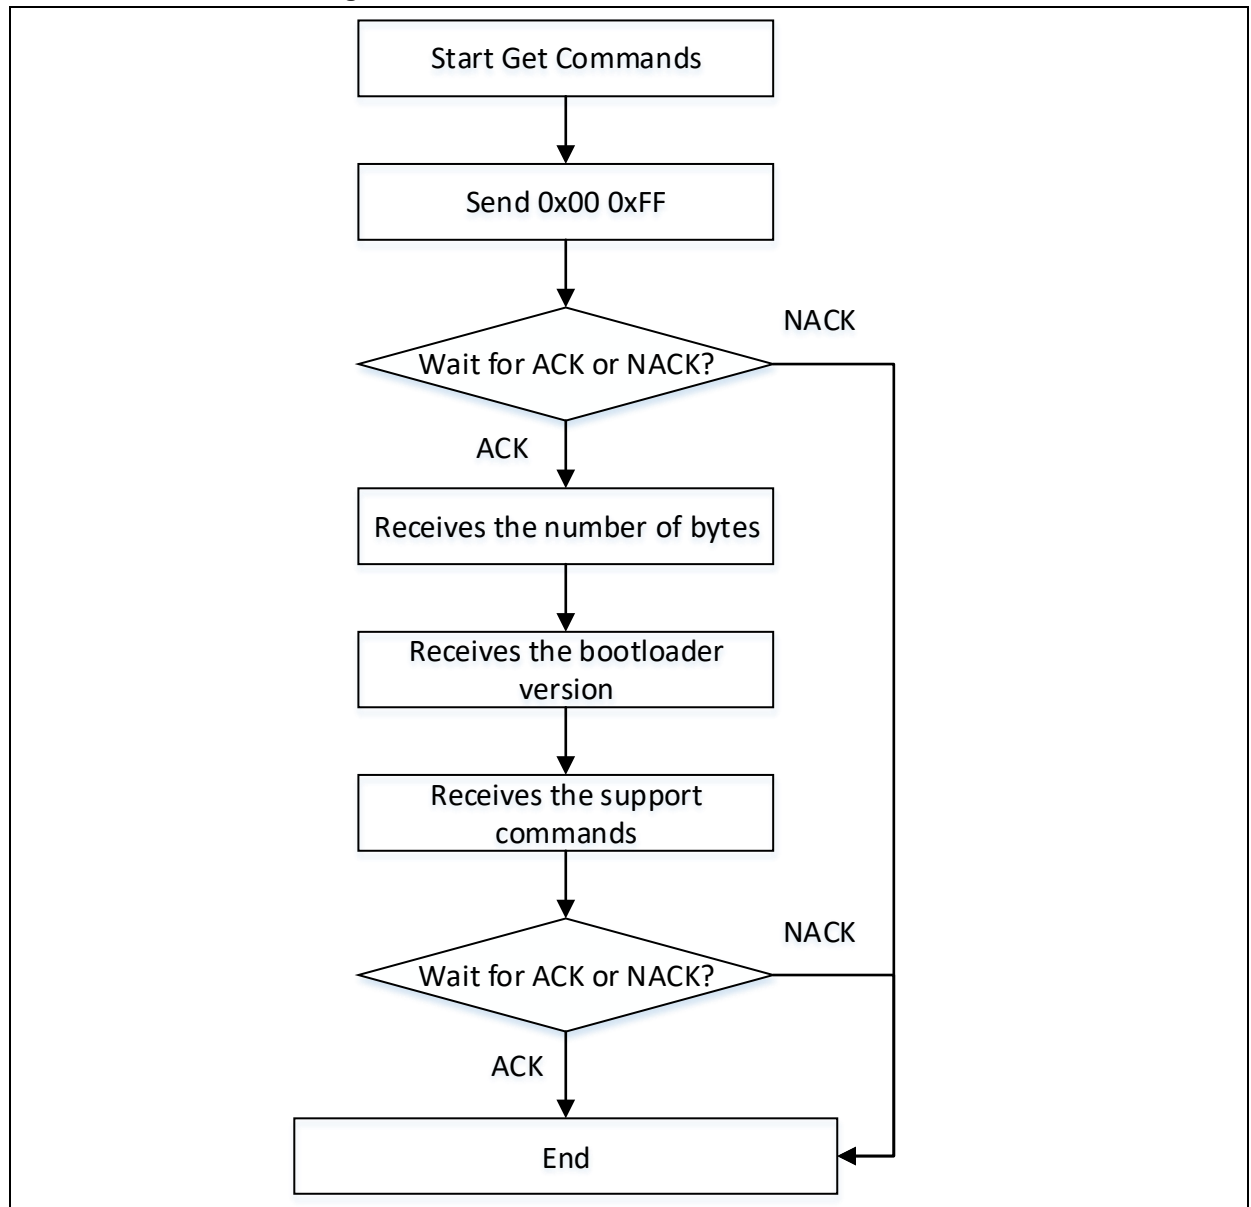 Start Get Commands
Send 0x00 0xFF
NACK
Wait for ACK or NACK?
ACK
Receives the number of bytes
Receives the bootloader
version
Receives the support
commands
NACK
Wait for ACK or NACK?
ACK
End